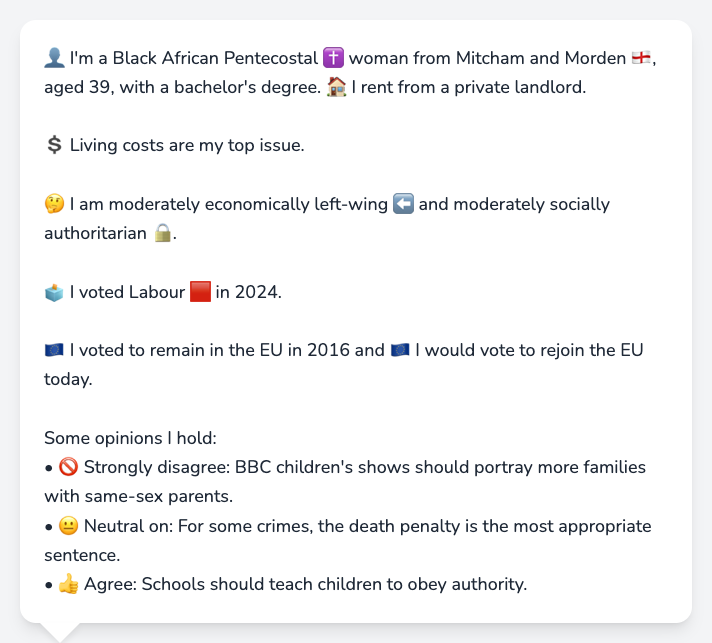 👤 I'm a Black African Pentecostal ✝️ woman from Mitcham and Morden 🏴󠁧󠁢󠁥󠁮󠁧󠁿,
aged 39, with a bachelor's degree. 🏠 I rent from a private landlord.
💲 Living costs are my top issue.
🤔 I am moderately economically left-wing ⬅️ and moderately socially
authoritarian 🔒.
🗳️ I voted Labour 🟥 in 2024.
🇪🇺 I voted to remain in the EU in 2016 and 🇪🇺 I would vote to rejoin the EU
today.
Some opinions I hold:
• 🚫 Strongly disagree: BBC children's shows should portray more families
with same-sex parents.
• 😐 Neutral on: For some crimes, the death penalty is the most appropriate
sentence.
• 👍 Agree: Schools should teach children to obey authority.